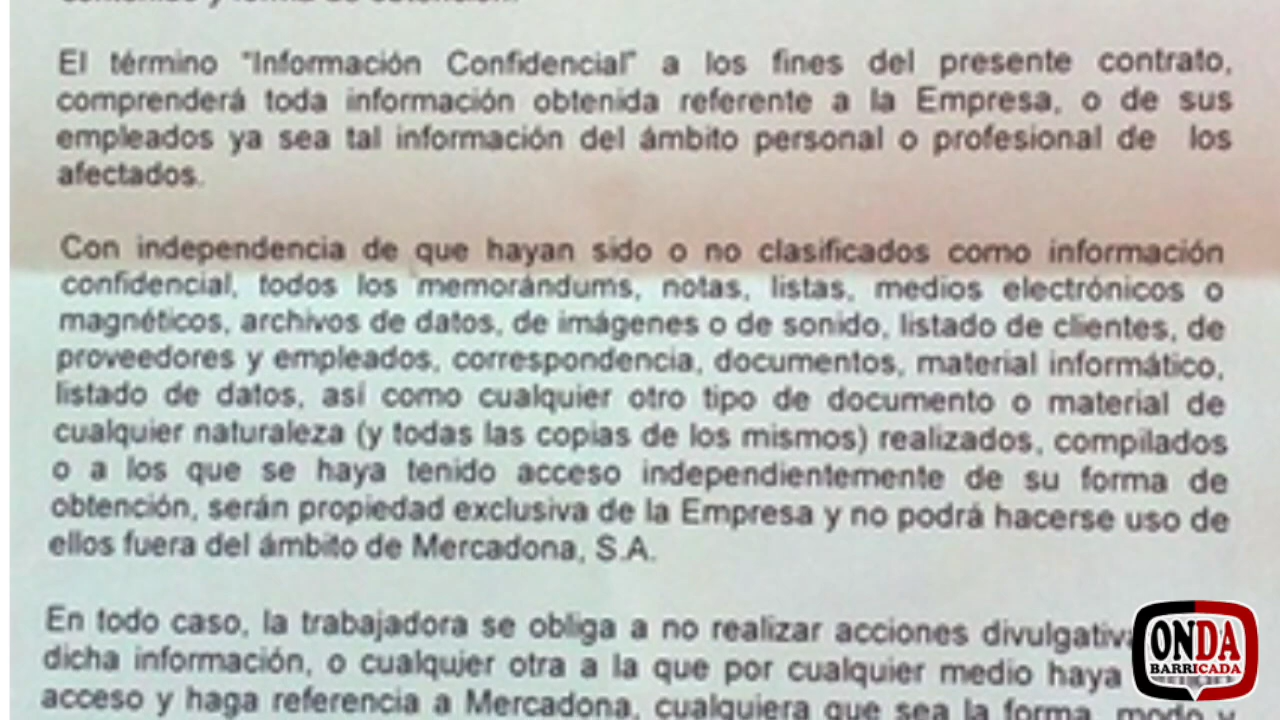 El término "Información Confidencial" a los fines del presente contrato,
comprenderá toda información obtenida referente a la Empresa, o de sus
empleados ya sea tal información del ámbito personal o profesional de los
afectados.
Con independencia de que hayan sido o no clasificados como información
confidencial, todos los memorándums, notas, listas, medios electrónicos o
magnéticos, archivos de datos, de imágenes o de sonido, listado de clientes, de
proveedores y empleados, correspondencia, documentos, material informático,
listado de datos, así como cualquier otro tipo de documento o material de
cualquier naturaleza (y todas las copias de los mismos) realizados, compilados
o a los que se haya tenido acceso independientemente de su forma de
obtención, serán propiedad exclusiva de la Empresa y no podrá hacerse uso de
ellos fuera del ámbito de Mercadona, S.A.
En todo caso, la trabajadora se obliga a no realizar acciones
dicha información, o cualquier otra a la que por cualquier medio haya
acceso y haga referencia a Mercadona, cualquiera que sea la forma,
ONDA
BARRICADA